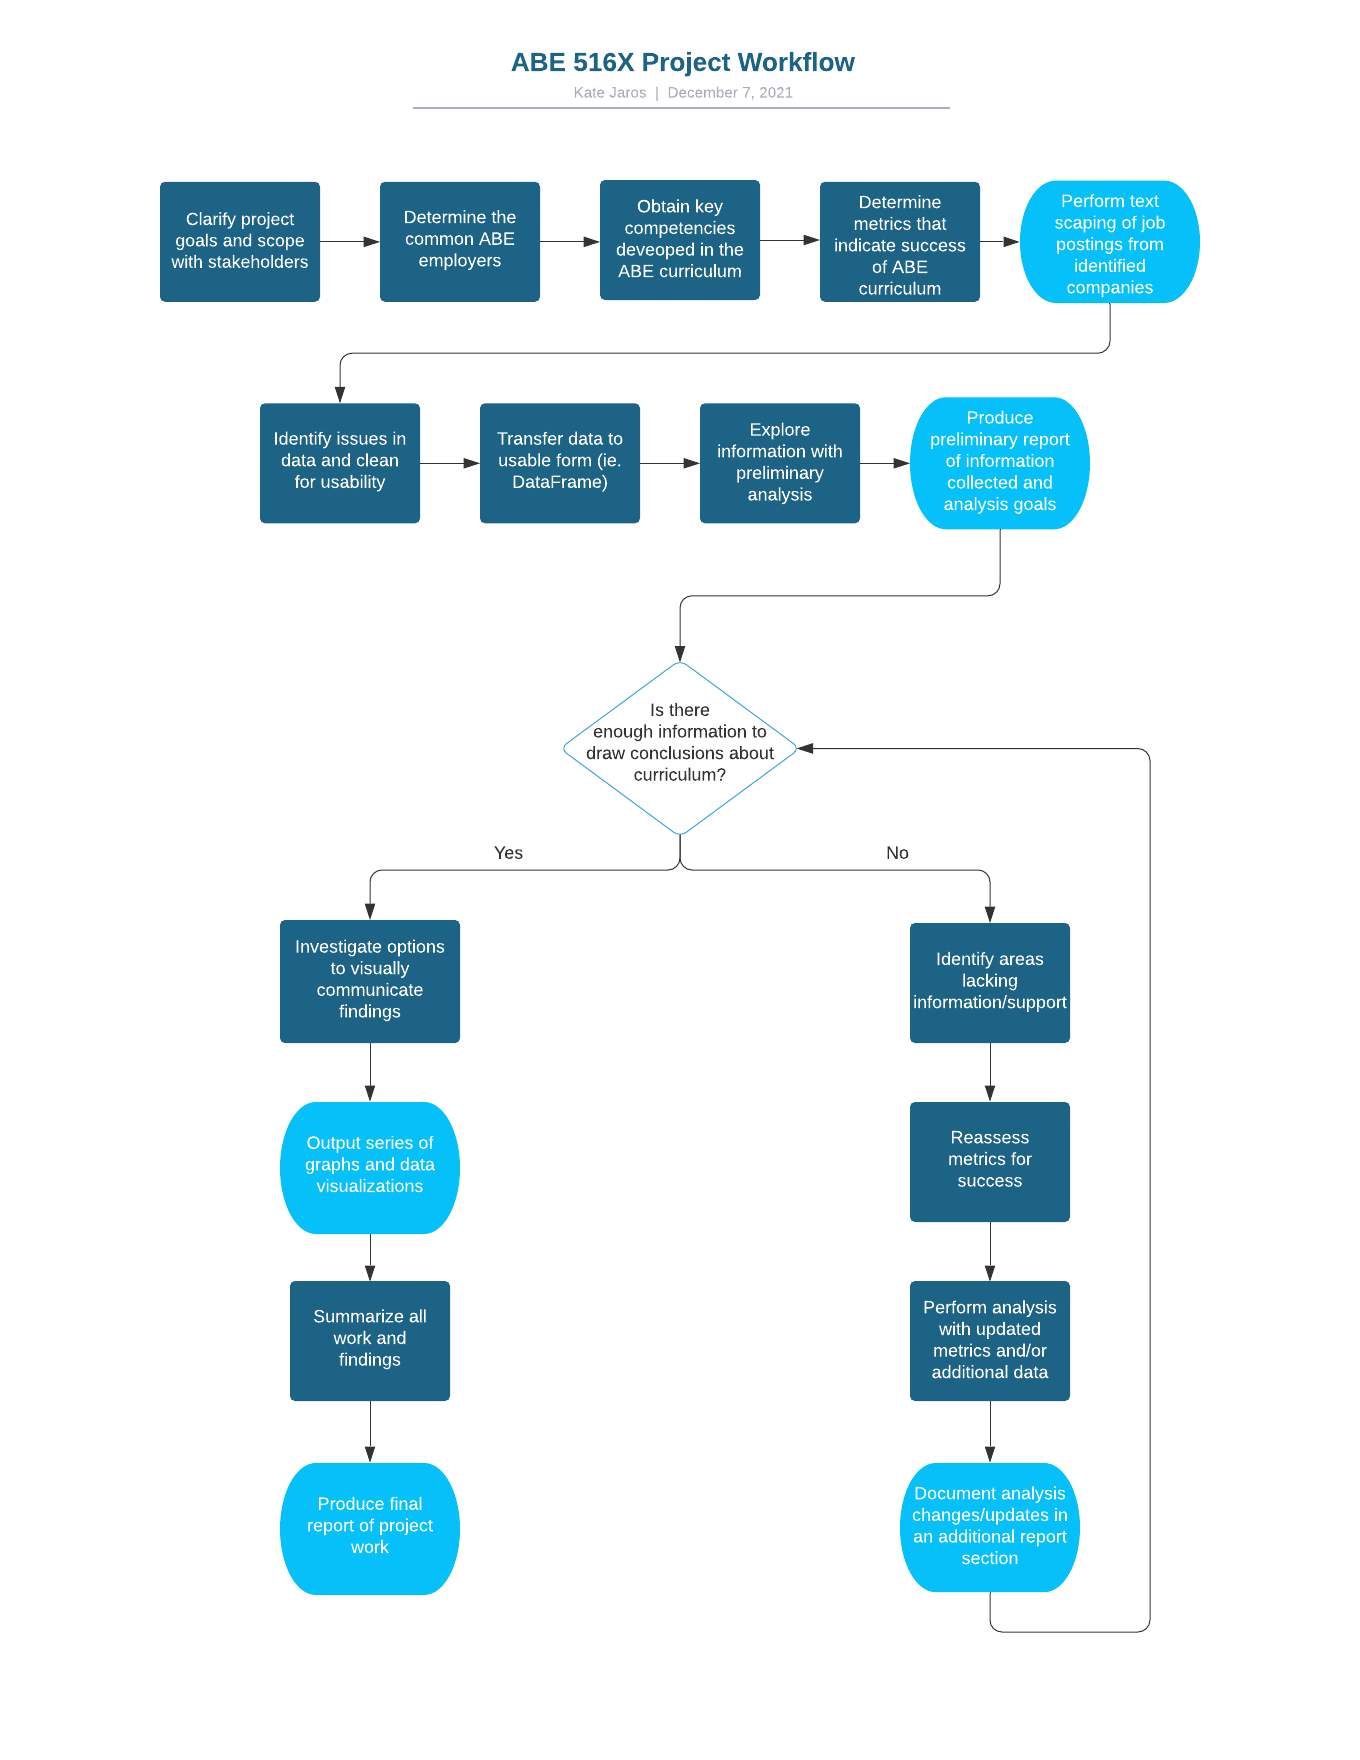 ABE 516X Project Workflow
Kate Jaros | December 7, 2021
Clarify project
goals and scope
with stakeholders
Determine the
common ABE
employers
Obtain key
competencies
deveoped in the
ABE curriculum
Determine
metrics that
indicate success
of ABE
curriculum
Perform text
scaping of job
postings from
identified
companies
Identify issues in
data and clean
for usability
Transfer data to
usable form (ie.
DataFrame)
Explore
information with
preliminary
analysis
Produce
preliminary report
of information
collected and
analysis goals
Is there
enough information to
draw conclusions about
curriculum?
Yes
No
Investigate options
to visually
communicate
findings
Output series of
graphs and data
visualizations
Summarize all
work and
findings
Produce final
report of project
work
Identify areas
lacking
information/support
Reassess
metrics for
success
Perform analysis
with updated
metrics and/or
additional data
Document analysis
changes/updates in
an additional report
section